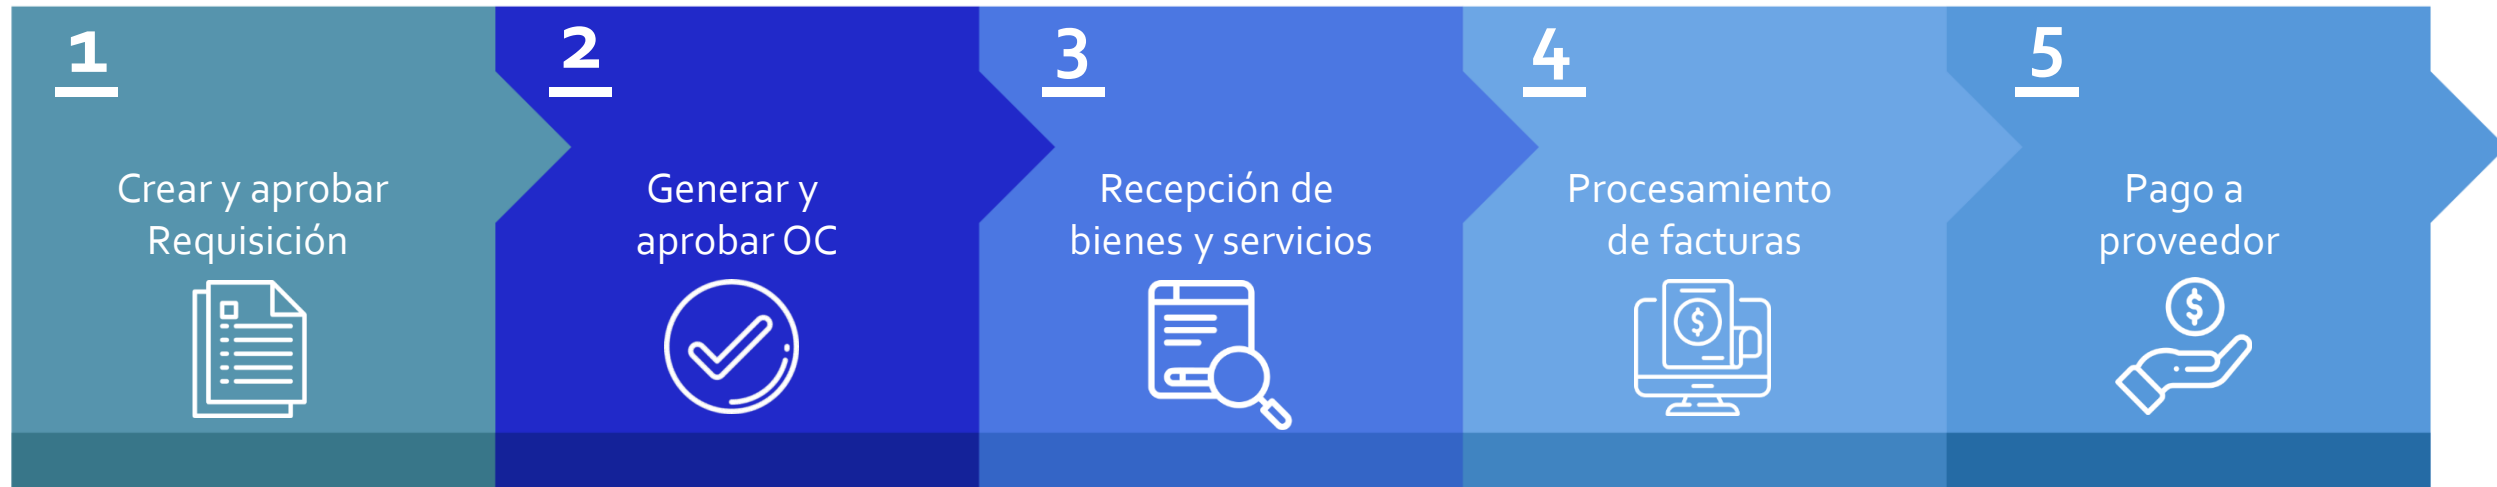 1
Crear y aprobar
Requisición
2
Generar y
aprobar OC
3
Recepción de
bienes y servicios
4
Procesamiento
de facturas
5
Pago a
proveedor